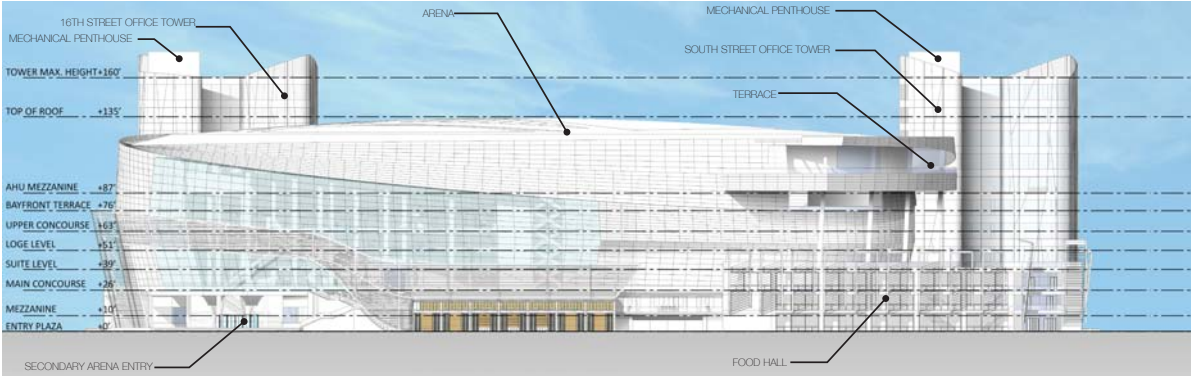 16TH STREET OFFICE TOWER
MECHANICAL PENTHOUSE
ARENA
MECHANICAL PENTHOUSE
SOUTH STREET OFFICE TOWER
TERRACE
TOWER MAX. HEIGHT +160'
TOP OF ROOF +135'
AHU MEZZANINE +87'
BAYFRONT TERRACE +76'
UPPER CONCOURSE +63'
LOGE LEVEL +51'
SUITE LEVEL +39'
MAIN CONCOURSE +26'
MEZZANINE +10'
ENTRY PLAZA +0'
SECONDARY ARENA ENTRY
FOOD HALL